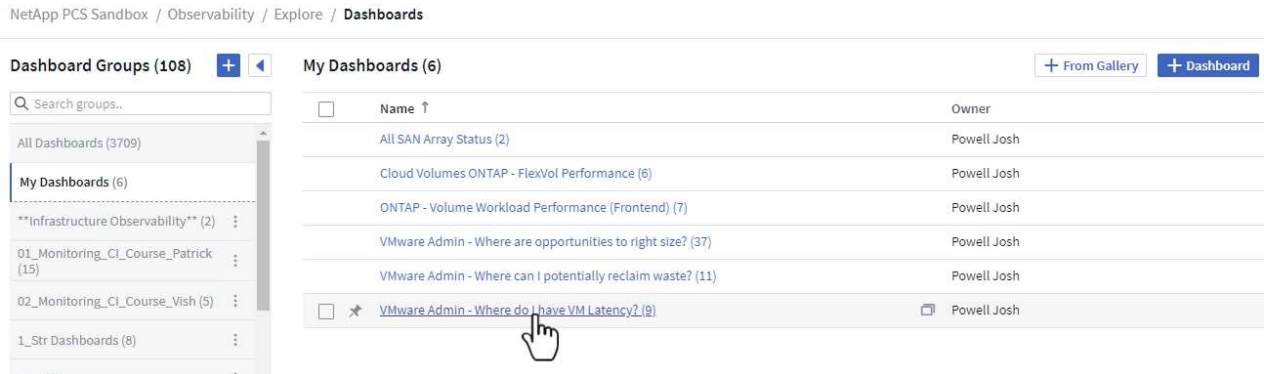 NetApp PCS Sandbox / Observability / Explore / Dashboards
Dashboard Groups (108)
+
Search groups..
All Dashboards (3709)
My Dashboards (6)
**Infrastructure Observability** (2)
01_Monitoring_CI_Course_Patrick
(15)
02_Monitoring_CI_Course_Vish (5)
1_Str Dashboards (8)
My Dashboards (6)
+ From Gallery
+ Dashboard
Name ↑ Owner
All SAN Array Status (2) Powell Josh
Cloud Volumes ONTAP - FlexVol Performance (6) Powell Josh
ONTAP - Volume Workload Performance (Frontend) (7) Powell Josh
VMware Admin - Where are opportunities to right size? (37) Powell Josh
VMware Admin - Where can I potentially reclaim waste? (11) Powell Josh
VMware Admin - Where do I have VM Latency? (9) Powell Josh